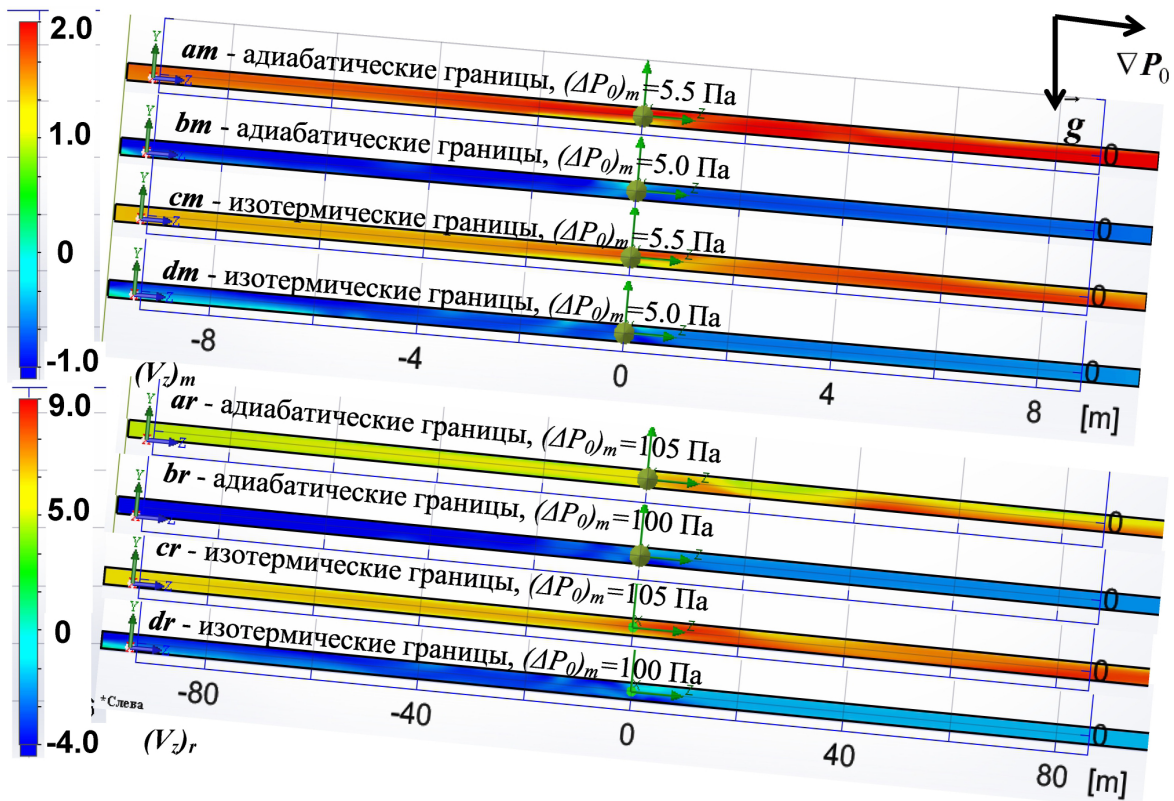 2.0
1.0
0
-1.0
am - адиабатические границы, (ΔP₀)ₘ=5.5 Па
bm - адиабатические границы, (ΔP₀)ₘ=5.0 Па
cm - изотермические границы, (ΔP₀)ₘ=5.5 Па
dm - изотермические границы, (ΔP₀)ₘ=5.0 Па
∇P₀
g
Y
Z
Z
0
Y
Z
Z
0
Y
Z
Z
0
Y
Z
Z
0
-8
-4
0
4
8
[m]
(V_z)ₘ
9.0
5.0
0
-4.0
ar - адиабатические границы, (ΔP₀)ₘ=105 Па
br - адиабатические границы, (ΔP₀)ₘ=100 Па
cr - изотермические границы, (ΔP₀)ₘ=105 Па
dr - изотермические границы, (ΔP₀)ₘ=100 Па
Y
Z
Z
0
Y
Z
Z
0
Y
Z
Z
0
Y
Z
Z
0
*Слева
-80
-40
0
40
80
[m]
(V_z)ᵣ